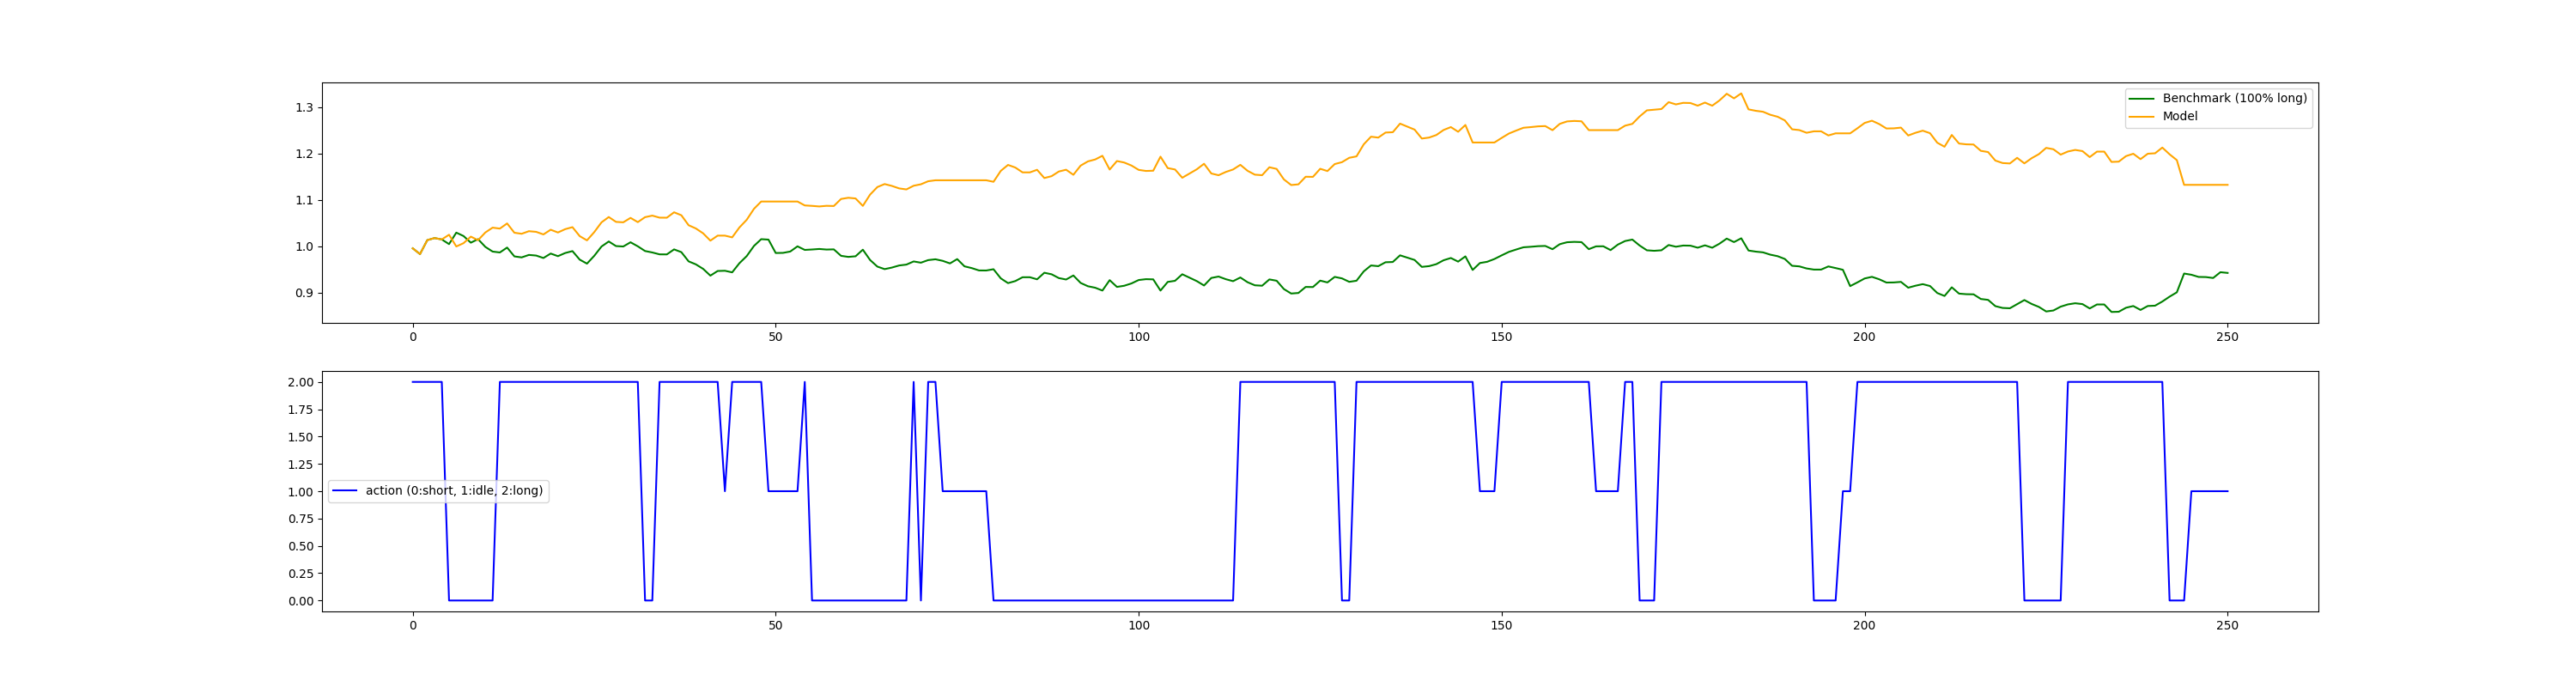 1.3
1.2
1.1
1.0
0.9
Benchmark (100% long)
Model
0 50 100 150 200 250
2.00
1.75
1.50
1.25
1.00
0.75
0.50
0.25
0.00
action (0:short, 1:idle, 2:long)
0 50 100 150 200 250